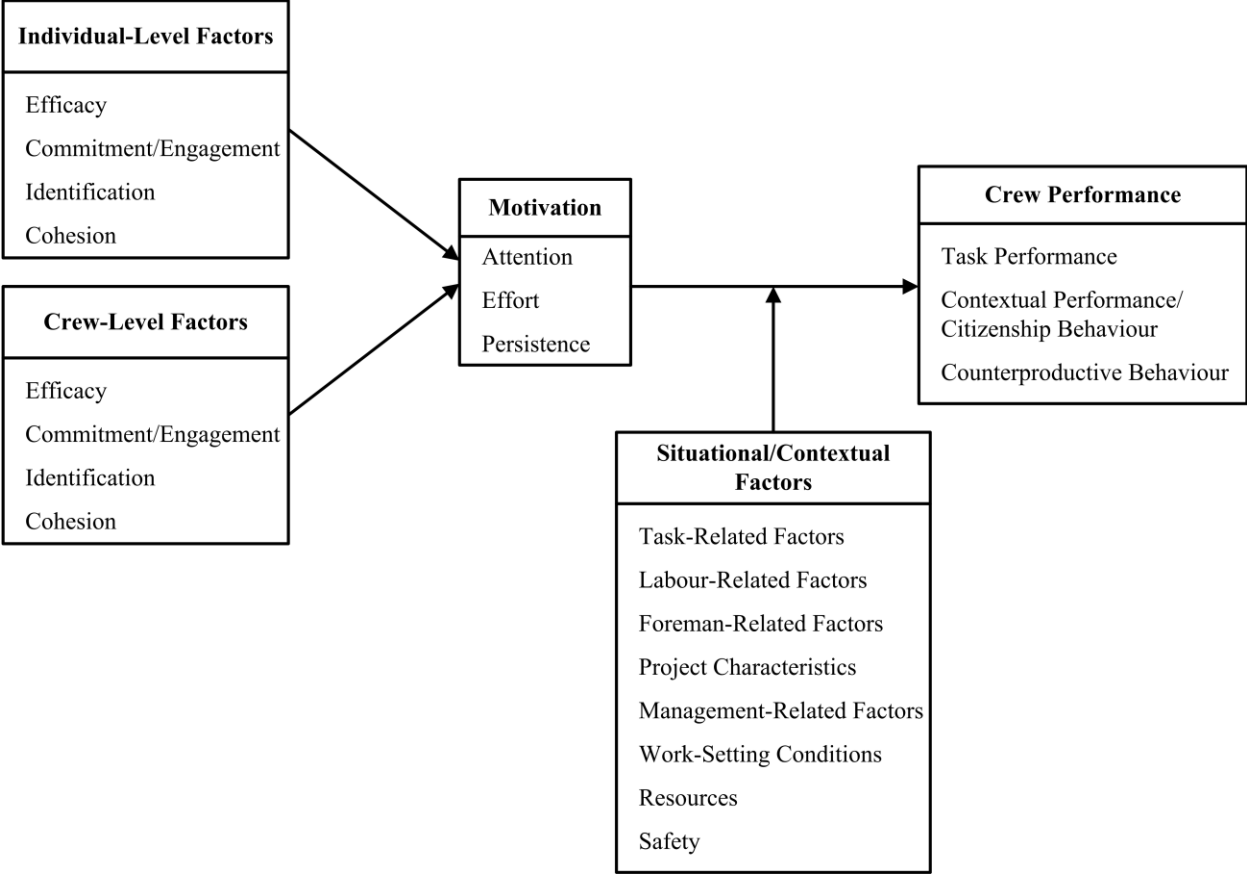 Individual-Level Factors
Efficacy
Commitment/Engagement
Identification
Cohesion
Crew-Level Factors
Efficacy
Commitment/Engagement
Identification
Cohesion
Motivation
Attention
Effort
Persistence
Crew Performance
Task Performance
Contextual Performance/
Citizenship Behaviour
Counterproductive Behaviour
Situational/Contextual
Factors
Task-Related Factors
Labour-Related Factors
Foreman-Related Factors
Project Characteristics
Management-Related Factors
Work-Setting Conditions
Resources
Safety